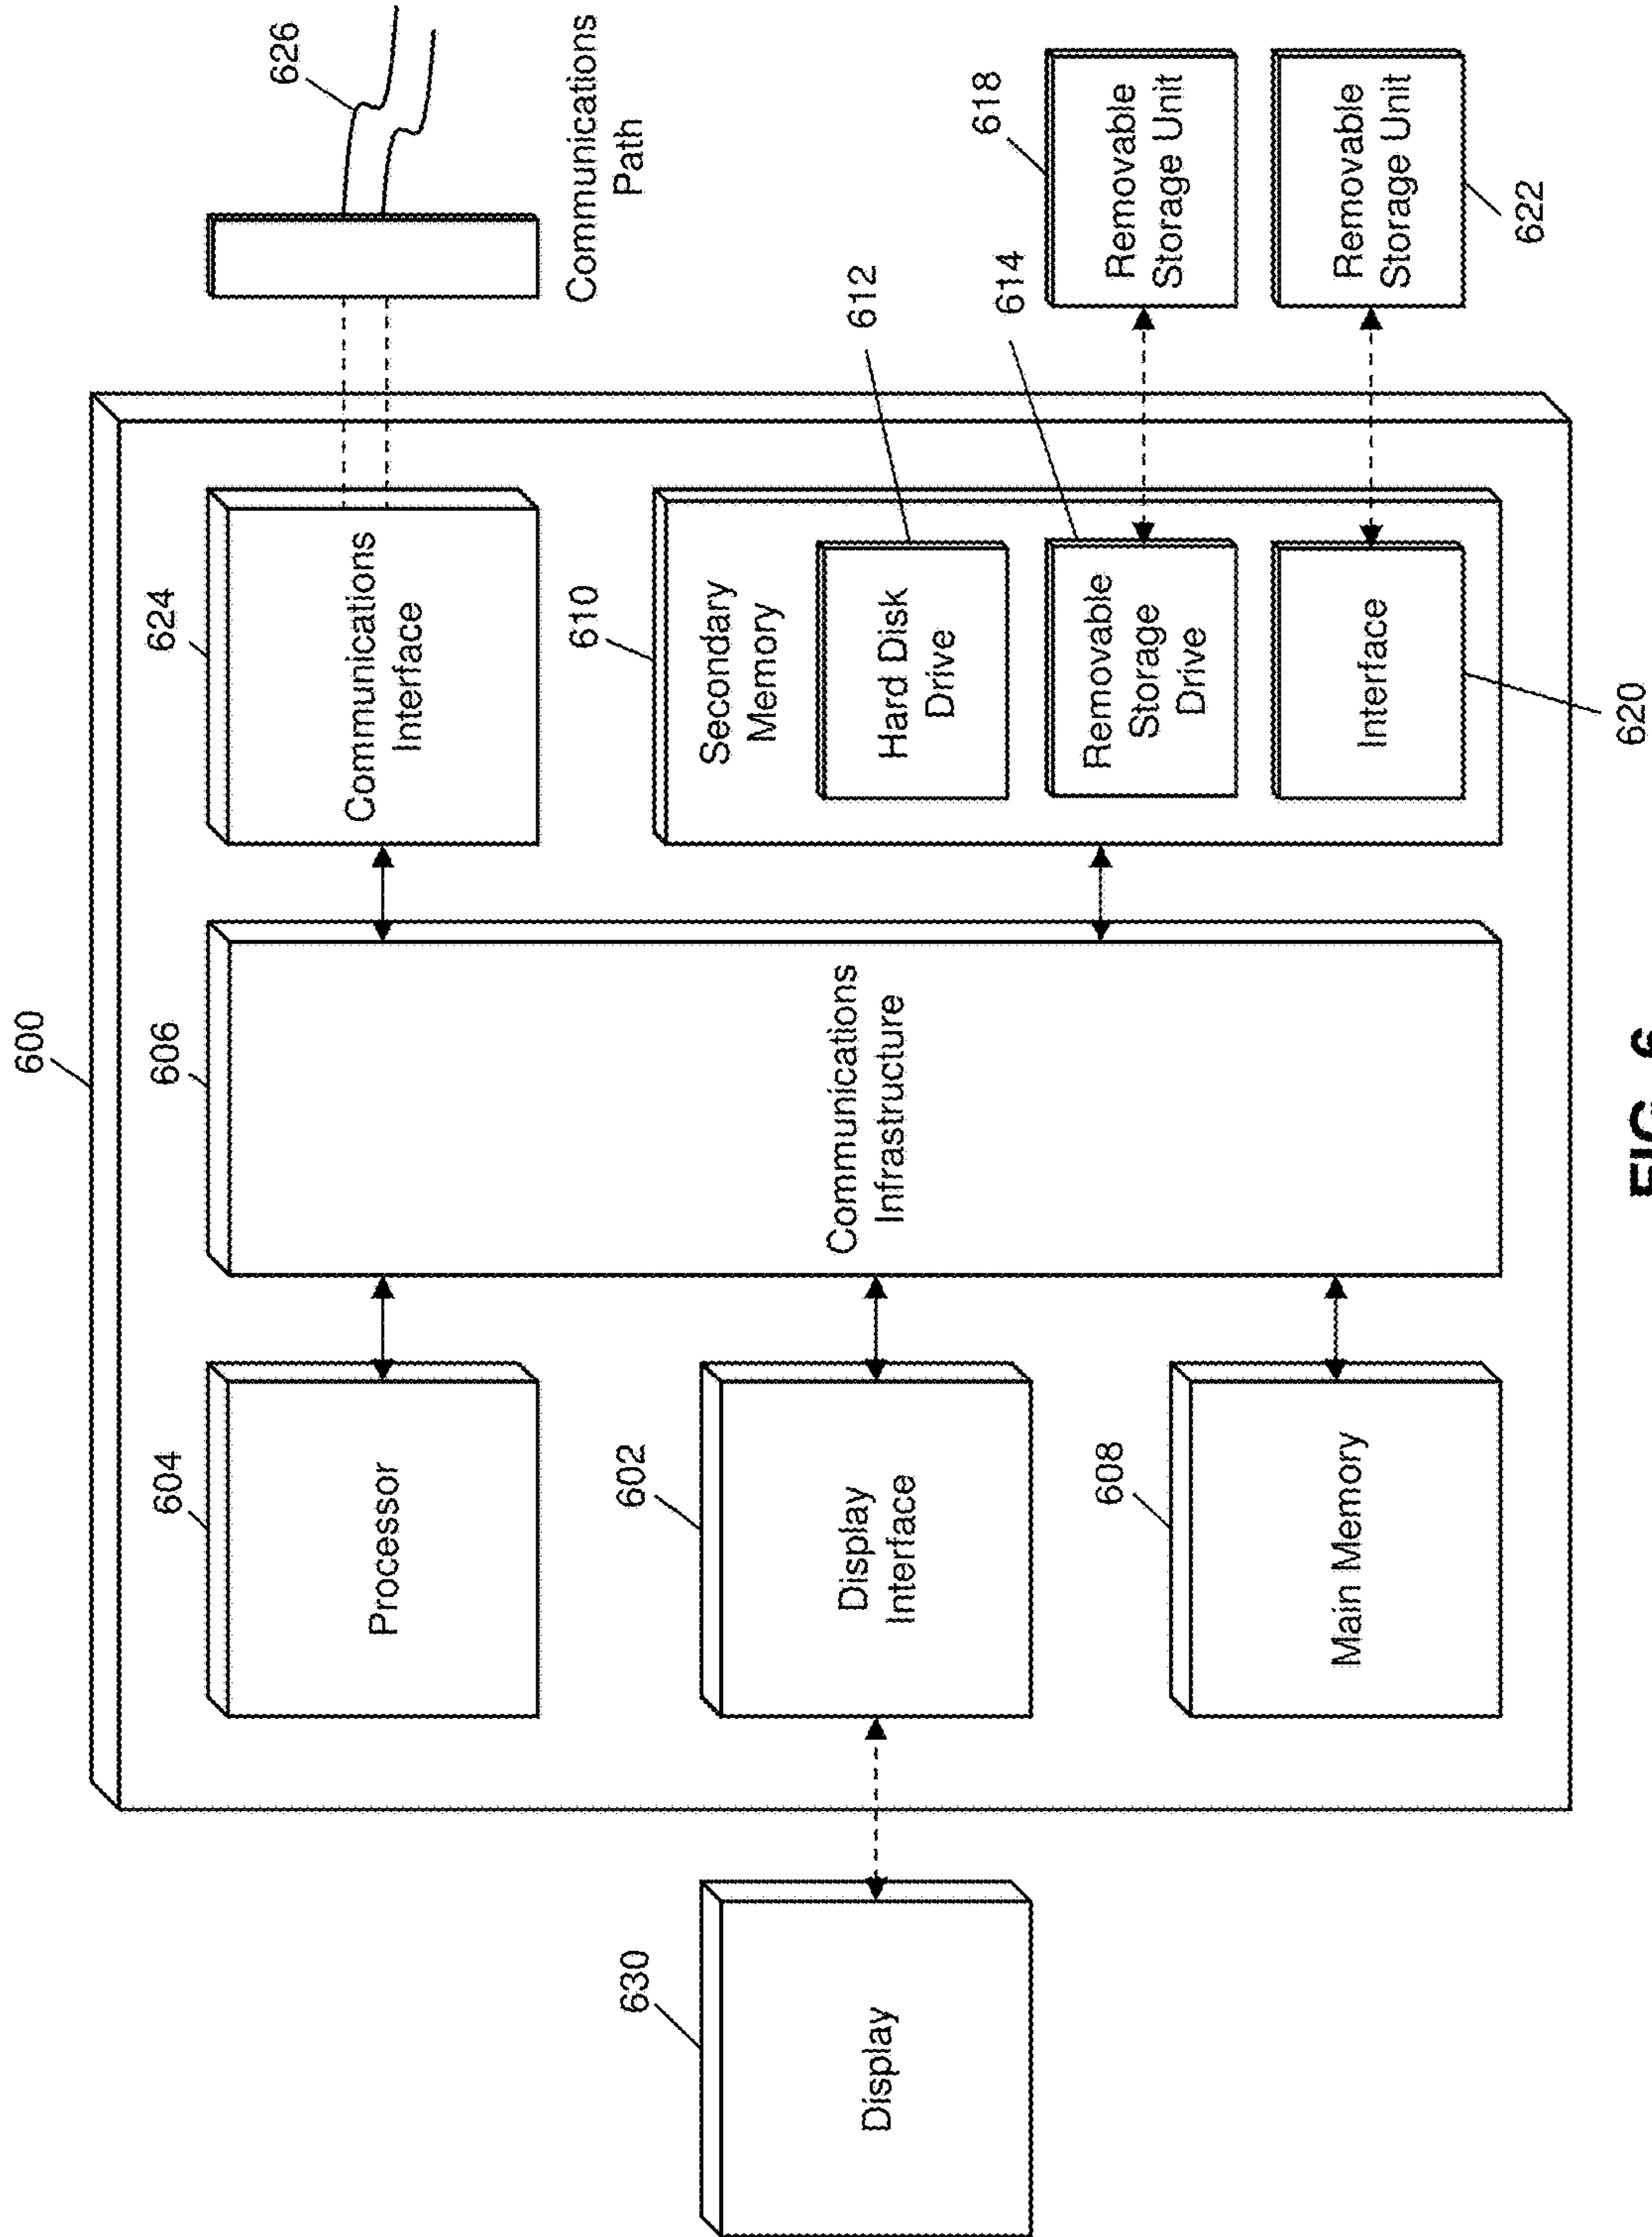 600
604
Processor
602
Display
Interface
608
Main Memory
606
Communications
Infrastructure
624
Communications
Interface
610
Secondary
Memory
Hard Disk
Drive
612
Removable
Storage
Drive
614
Interface
620
626
Communications
Path
618
Removable
Storage Unit
Removable
Storage Unit
622
630
Display
FIG. 6